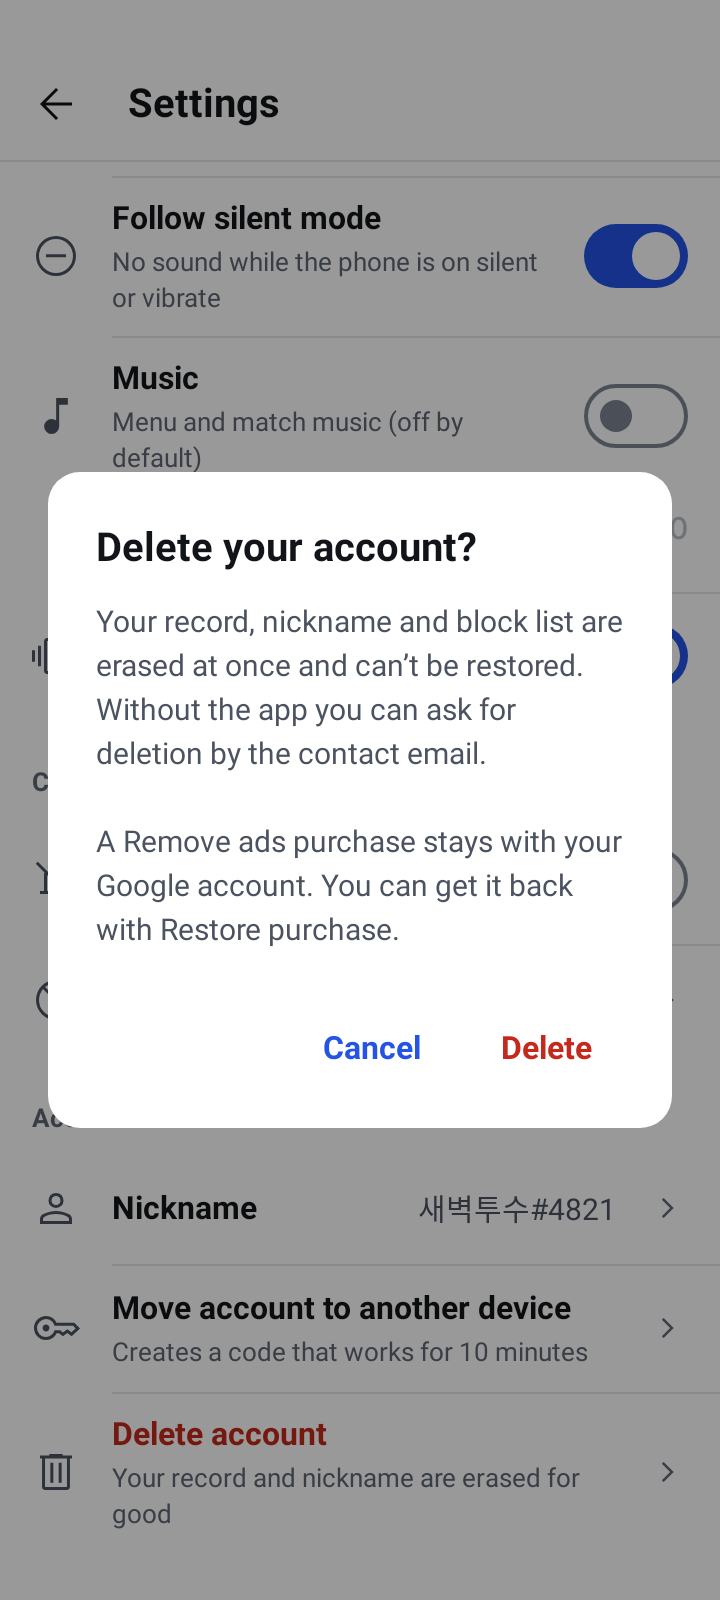 Settings
Follow silent mode
No sound while the phone is on silent
or vibrate
Music
Menu and match music (off by
default)
Delete your account?
Your record, nickname and block list are
erased at once and can’t be restored.
Without the app you can ask for
deletion by the contact email.
A Remove ads purchase stays with your
Google account. You can get it back
with Restore purchase.
Cancel
Delete
Nickname
새벽투수#4821
Move account to another device
Creates a code that works for 10 minutes
Delete account
Your record and nickname are erased for
good